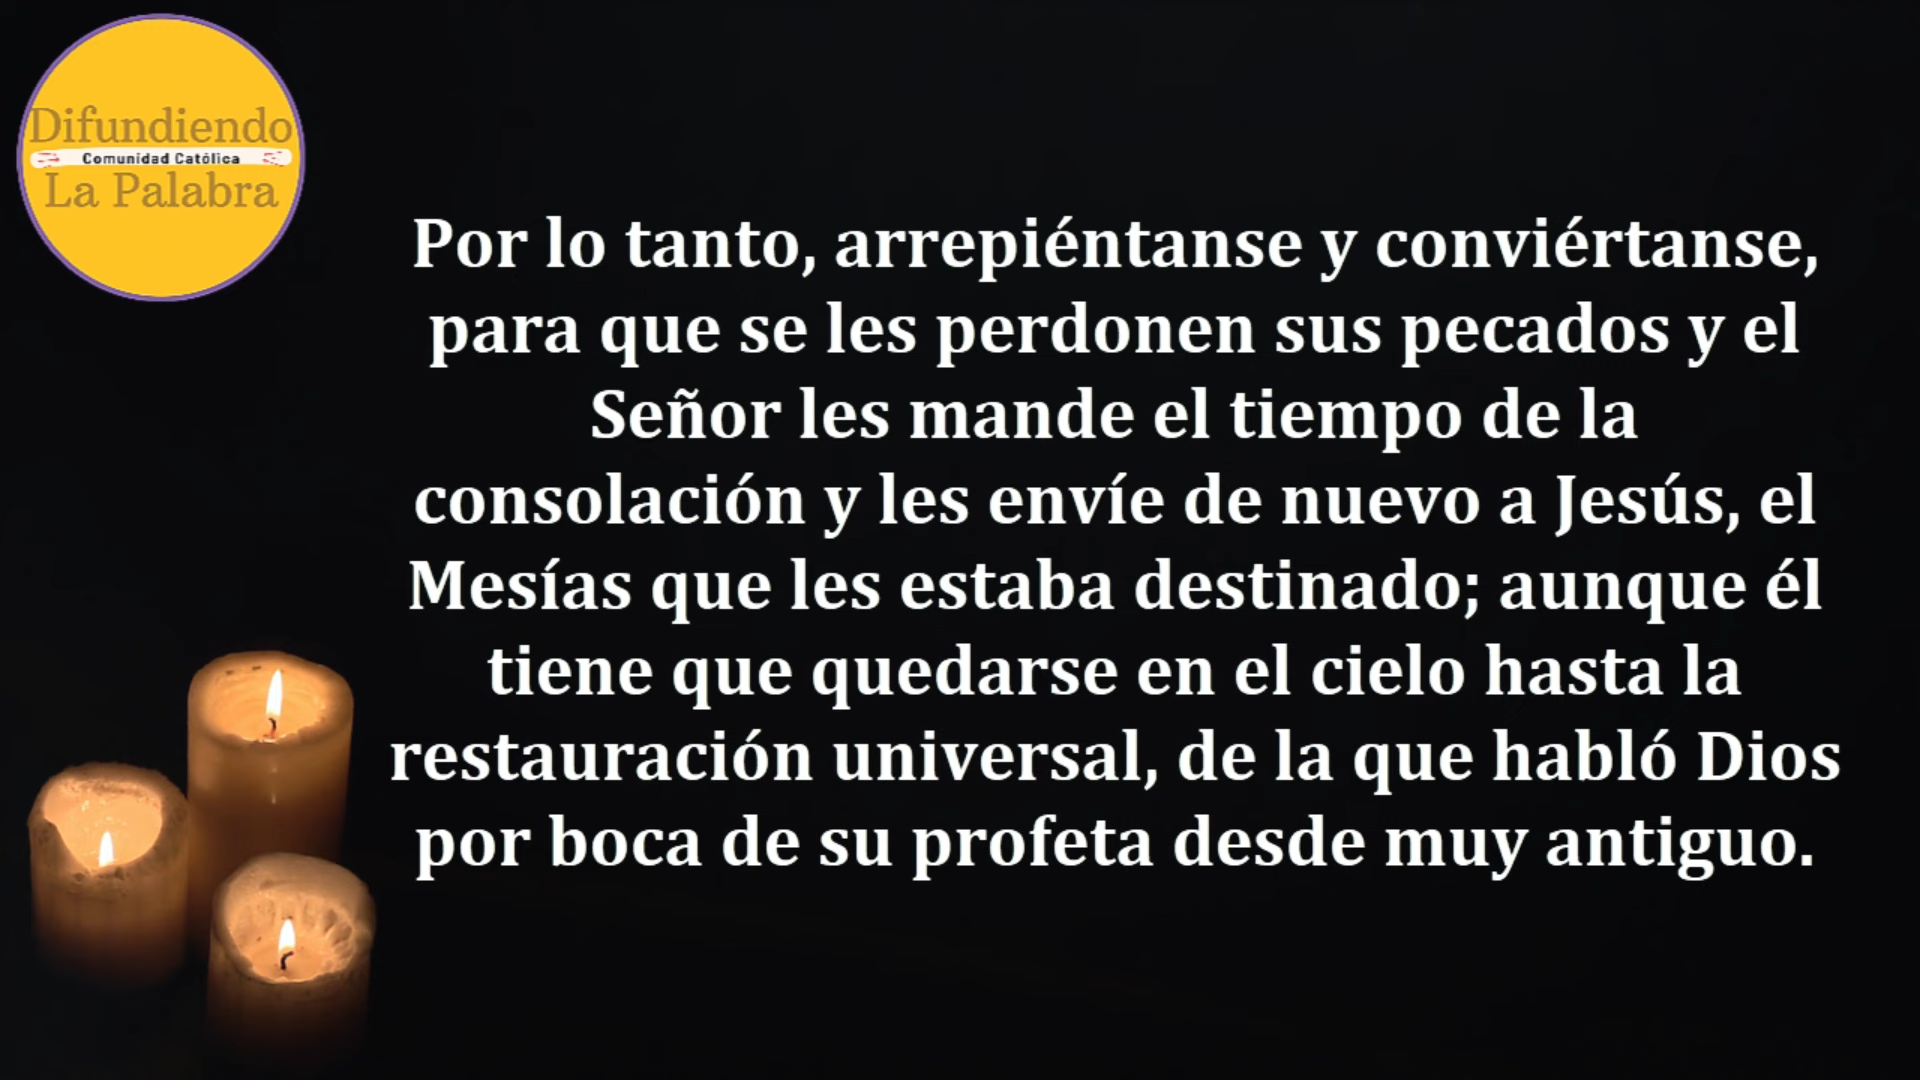 Difundiendo
Comunidad Católica
La Palabra
Por lo tanto, arrepiéntanse y conviértanse,
para que se les perdonen sus pecados y el
Señor les mande el tiempo de la
consolación y les envíe de nuevo a Jesús, el
Mesías que les estaba destinado; aunque él
tiene que quedarse en el cielo hasta la
restauración universal, de la que habló Dios
por boca de su profeta desde muy antiguo.